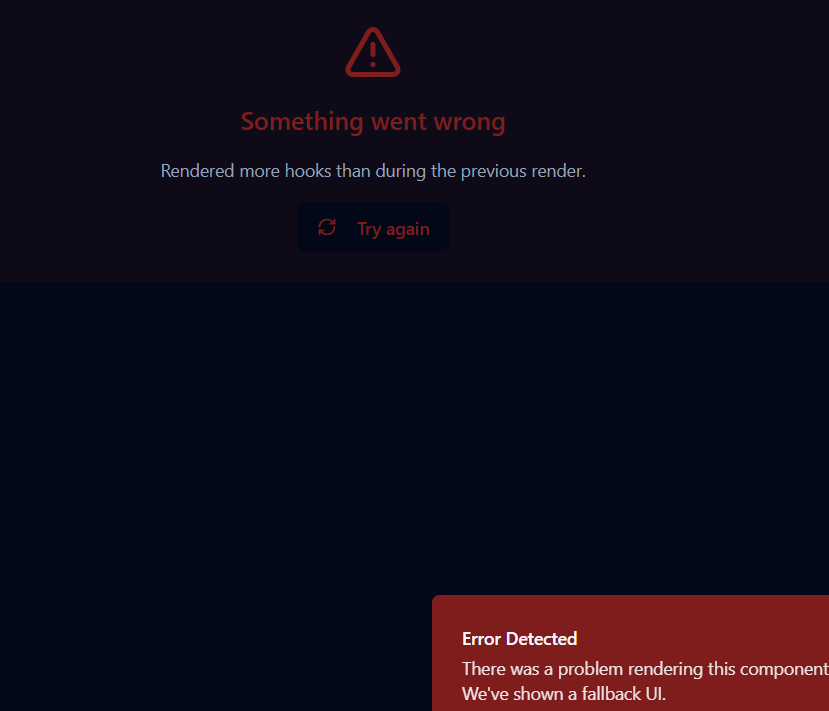 Something went wrong
Rendered more hooks than during the previous render.
Try again
Error Detected
There was a problem rendering this component
We've shown a fallback UI.